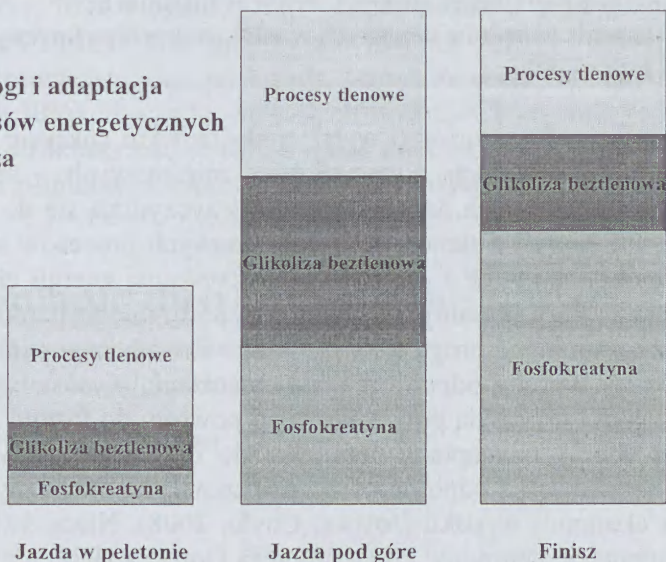 ogi i adaptacja
sów energetycznych
za
Procesy tlenowe
Glikoliza beztlenowa
Fosfokreatyna
Jazda w peletonie
Procesy tlenowe
Glikoliza beztlenowa
Fosfokreatyna
Jazda pod góre
Procesy tlenowe
Glikoliza beztlenowa
Fosfokreatyna
Finisz